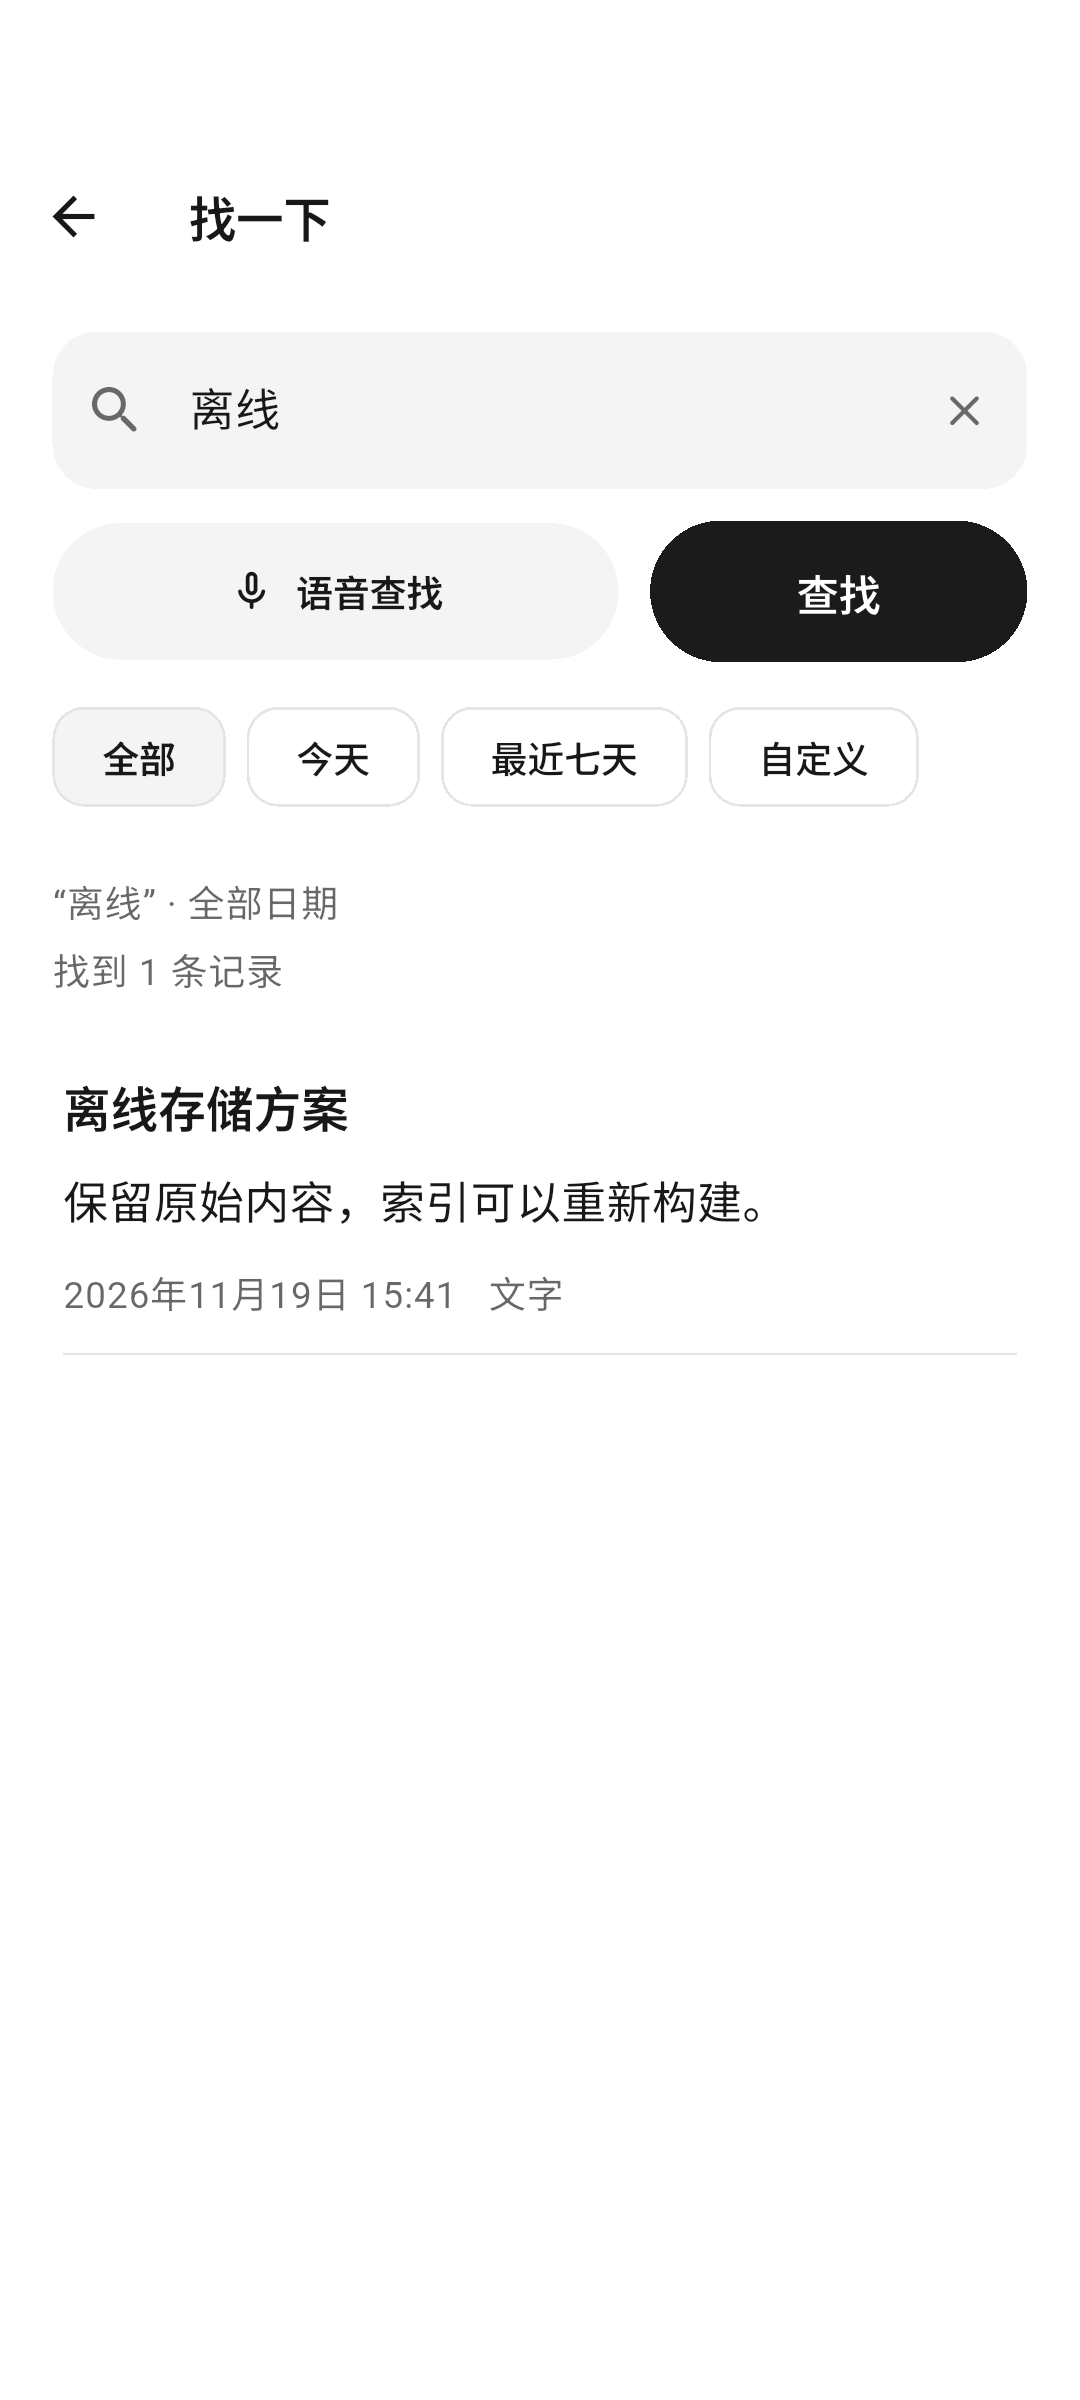 找一下
离线
语音查找 查找
全部 今天 最近七天 自定义
“离线” · 全部日期
找到 1 条记录
离线存储方案
保留原始内容，索引可以重新构建。
2026年11月19日 15:41 文字